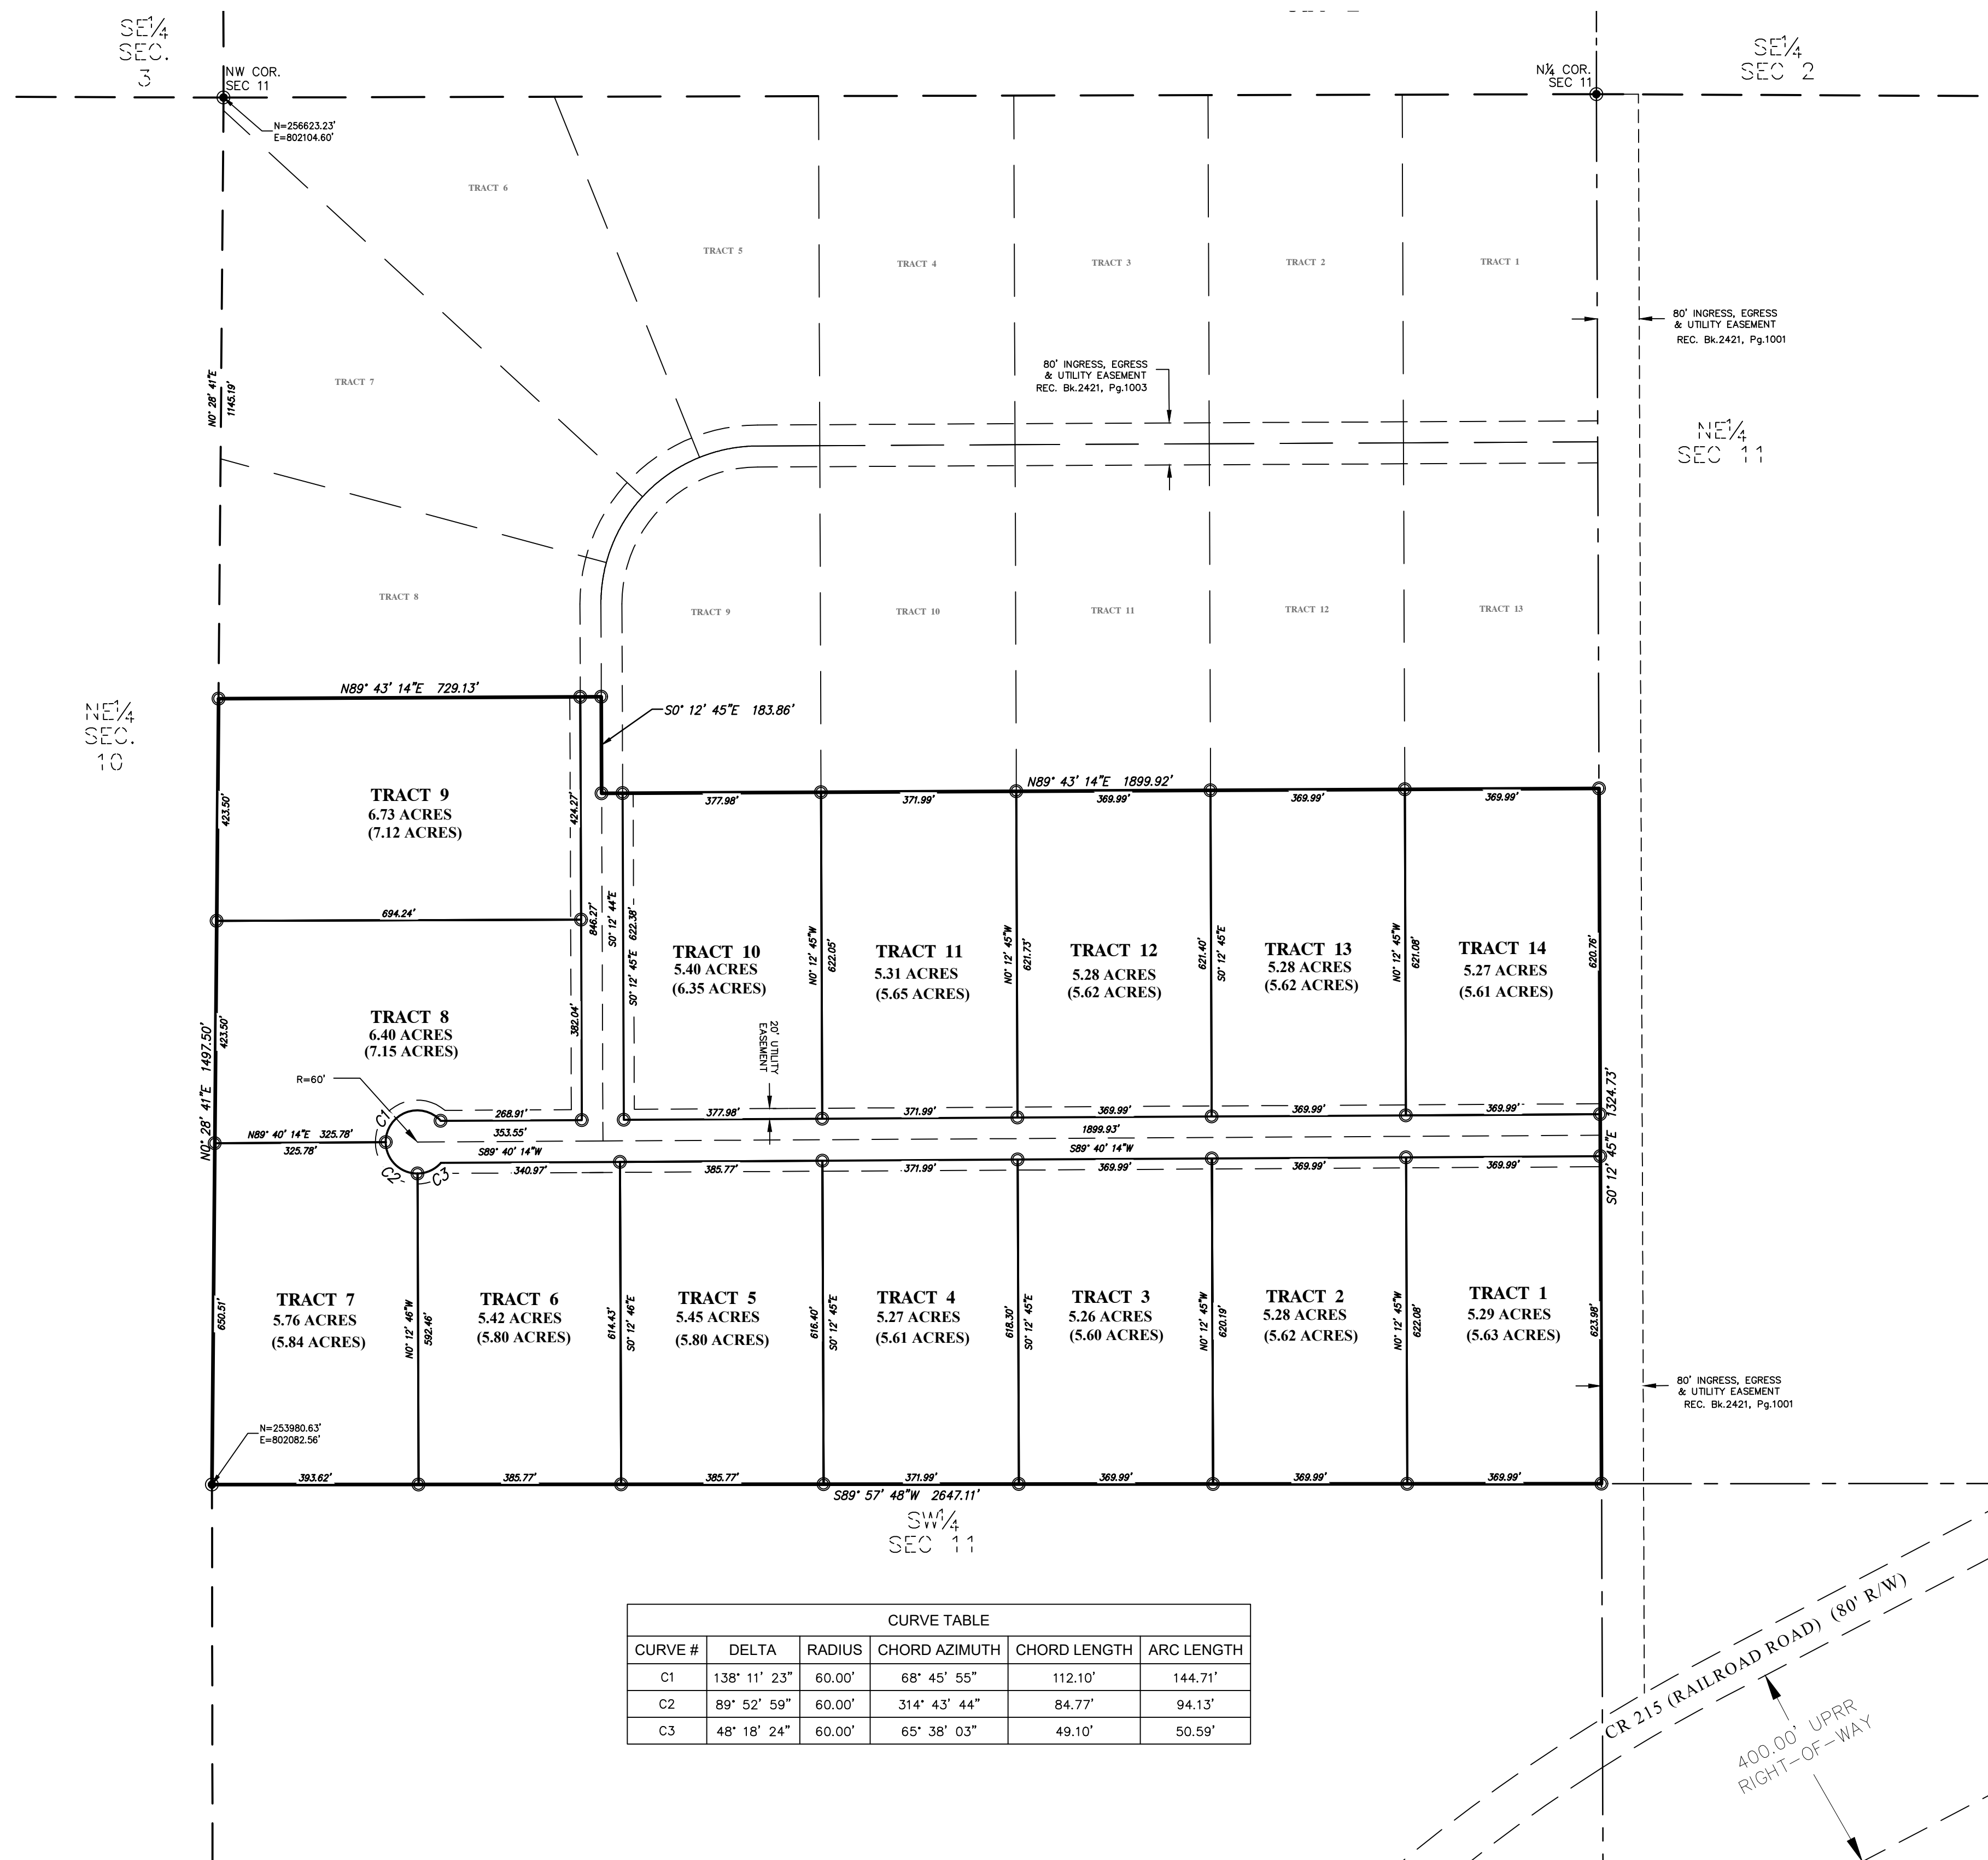 SE1/4
SEC.
3
NW COR.
SEC 11
N1/4 COR.
SEC 11
SE1/4
SEC 2
N=256623.23'
E=802104.60'
TRACT 6
TRACT 5
TRACT 4
TRACT 3
TRACT 2
TRACT 1
80' INGRESS, EGRESS
& UTILITY EASEMENT
REC. Bk.2421, Pg.1001
80' INGRESS, EGRESS
& UTILITY EASEMENT
REC. Bk.2421, Pg.1003
TRACT 7
N0° 28' 41"E
1145.19'
NE1/4
SEC 11
TRACT 8
TRACT 9
TRACT 10
TRACT 11
TRACT 12
TRACT 13
N89° 43' 14"E 729.13'
S0° 12' 45"E 183.86'
NE1/4
SEC.
10
N89° 43' 14"E 1899.92'
377.98'
371.99'
369.99'
369.99'
369.99'
TRACT 9
6.73 ACRES
(7.12 ACRES)
423.50'
424.27'
694.24'
846.27'
S0° 12' 44"E
S0° 12' 45"E 622.38'
TRACT 10
5.40 ACRES
(6.35 ACRES)
N0° 12' 45"W
622.05'
TRACT 11
5.31 ACRES
(5.65 ACRES)
N0° 12' 45"W
621.73'
TRACT 12
5.28 ACRES
(5.62 ACRES)
621.40'
S0° 12' 45"E
TRACT 13
5.28 ACRES
(5.62 ACRES)
N0° 12' 45"W
621.08'
TRACT 14
5.27 ACRES
(5.61 ACRES)
620.76'
TRACT 8
6.40 ACRES
(7.15 ACRES)
423.50'
382.04'
20' UTILITY
EASEMENT
N0° 28' 41"E 1497.50'
R=60'
C1
268.91'
377.98'
371.99'
369.99'
369.99'
369.99'
S0° 12' 45"E 1324.73'
N89° 40' 14"E 325.78'
325.78'
353.55'
1899.93'
S89° 40' 14"W
S89° 40' 14"W
C2
C3
340.97'
385.77'
371.99'
369.99'
369.99'
369.99'
650.51'
TRACT 7
5.76 ACRES
(5.84 ACRES)
N0° 12' 46"W
592.46'
TRACT 6
5.42 ACRES
(5.80 ACRES)
614.43'
S0° 12' 46"E
TRACT 5
5.45 ACRES
(5.80 ACRES)
616.40'
S0° 12' 45"E
TRACT 4
5.27 ACRES
(5.61 ACRES)
618.30'
S0° 12' 45"E
TRACT 3
5.26 ACRES
(5.60 ACRES)
N0° 12' 45"W
620.19'
TRACT 2
5.28 ACRES
(5.62 ACRES)
N0° 12' 45"W
622.08'
TRACT 1
5.29 ACRES
(5.63 ACRES)
623.98'
80' INGRESS, EGRESS
& UTILITY EASEMENT
REC. Bk.2421, Pg.1001
N=253980.63'
E=802082.56'
393.62'
385.77'
385.77'
371.99'
369.99'
369.99'
369.99'
S89° 57' 48"W 2647.11'
SW1/4
SEC 11
CURVE TABLE
CURVE # DELTA RADIUS CHORD AZIMUTH CHORD LENGTH ARC LENGTH
C1 138° 11' 23" 60.00' 68° 45' 55" 112.10' 144.71'
C2 89° 52' 59" 60.00' 314° 43' 44" 84.77' 94.13'
C3 48° 18' 24" 60.00' 65° 38' 03" 49.10' 50.59'
CR 215 (RAILROAD ROAD) (80' R/W)
400.00' UPRR
RIGHT-OF-WAY